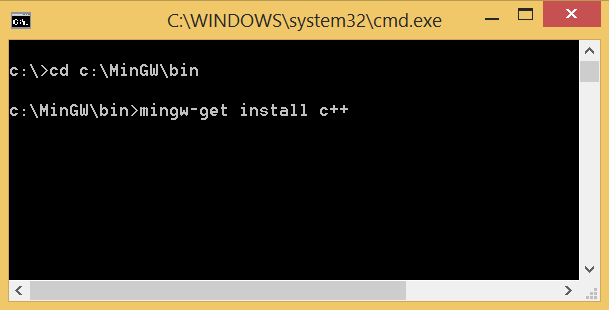 C:\WINDOWS\system32\cmd.exe
c:\>cd c:\MinGW\bin
c:\MinGW\bin>mingw-get install c++